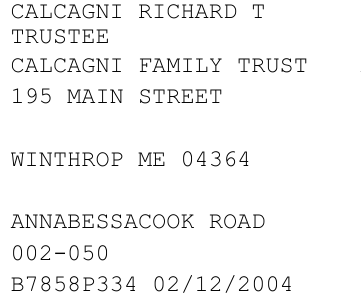 CALCAGNI RICHARD T
TRUSTEE
CALCAGNI FAMILY TRUST
195 MAIN STREET
WINTHROP ME 04364
ANNABESSACOOK ROAD
002-050
B7858P334 02/12/2004